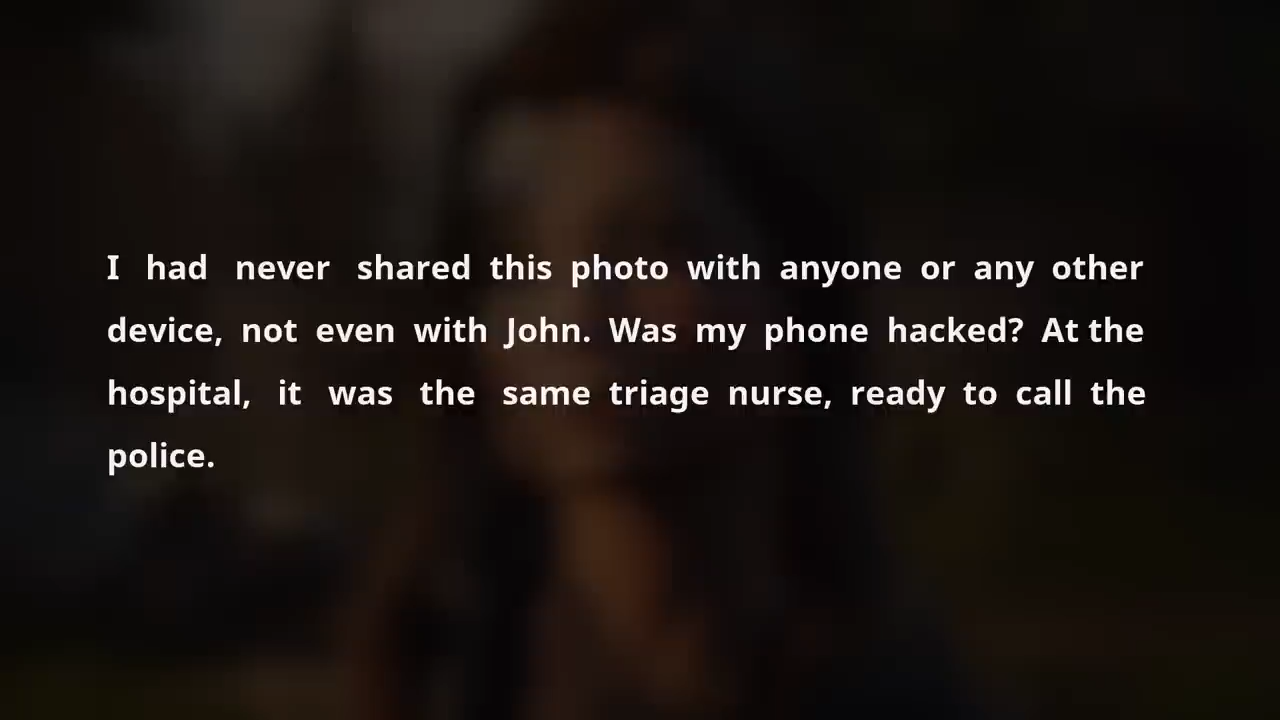 I had never shared this photo with anyone or any other
device, not even with John. Was my phone hacked? At the
hospital, it was the same triage nurse, ready to call the
police.